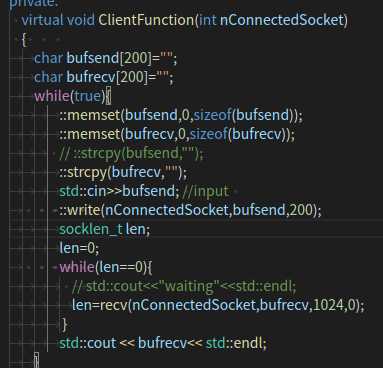 private:
virtual void ClientFunction(int nConnectedSocket)
{
char bufsend[200]="";
char bufrecv[200]="";
while(true){
::memset(bufsend,0,sizeof(bufsend));
::memset(bufrecv,0,sizeof(bufrecv));
// ::strcpy(bufsend,"");
::strcpy(bufrecv,"");
std::cin>>bufsend; //input
::write(nConnectedSocket,bufsend,200);
socklen_t len;
len=0;
while(len==0){
//std::cout<<"waiting"<<std::endl;
len=recv(nConnectedSocket,bufrecv,1024,0);
}
std::cout << bufrecv<< std::endl;
}